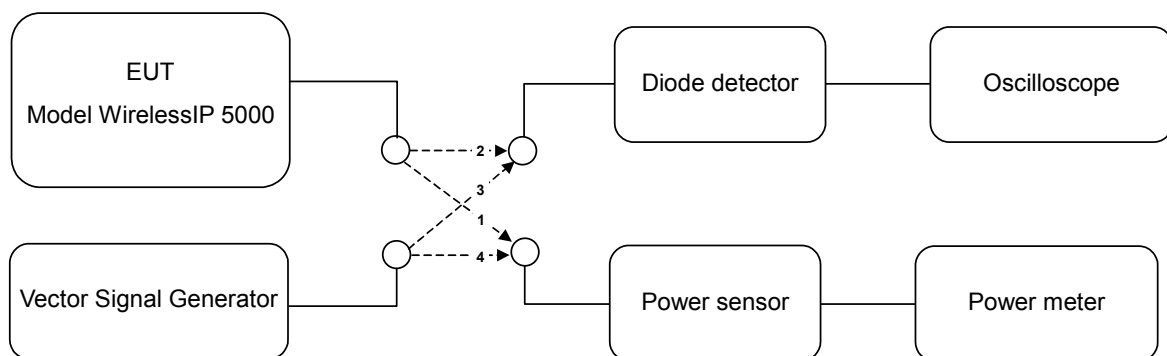 EUT
Model WirelessIP 5000
Diode detector
Oscilloscope
2
3
1
4
Vector Signal Generator
Power sensor
Power meter